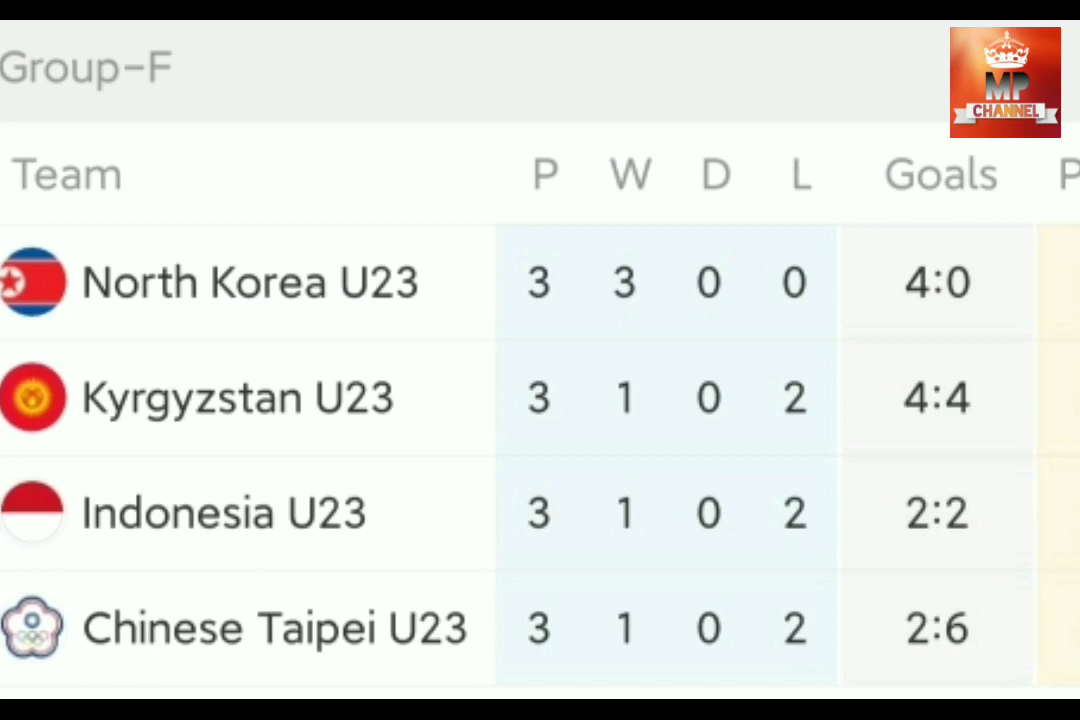 Group-F
MP
CHANNEL
Team P W D L Goals P
North Korea U23 3 3 0 0 4:0
Kyrgyzstan U23 3 1 0 2 4:4
Indonesia U23 3 1 0 2 2:2
Chinese Taipei U23 3 1 0 2 2:6